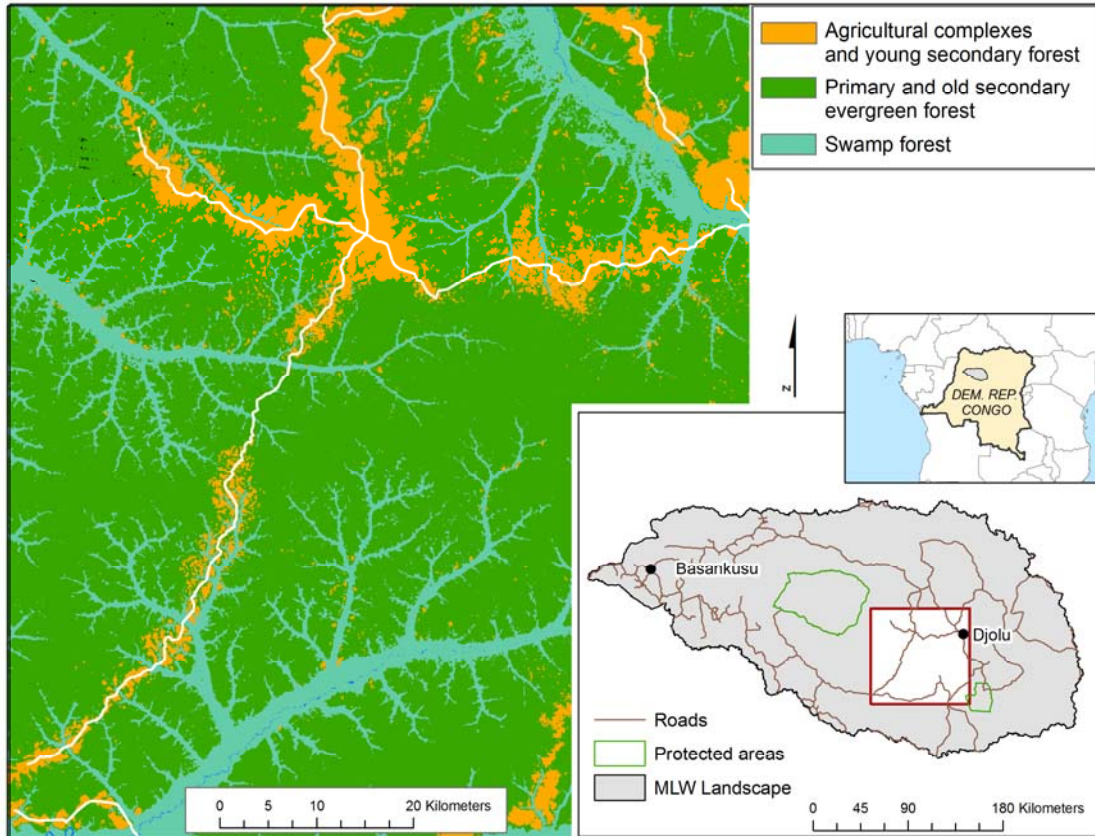 Agricultural complexes
and young secondary forest
Primary and old secondary
evergreen forest
Swamp forest
N
DEM. REP.
CONGO
Basankusu
Djolu
Roads
Protected areas
MLW Landscape
0 5 10 20 Kilometers
0 45 90 180 Kilometers